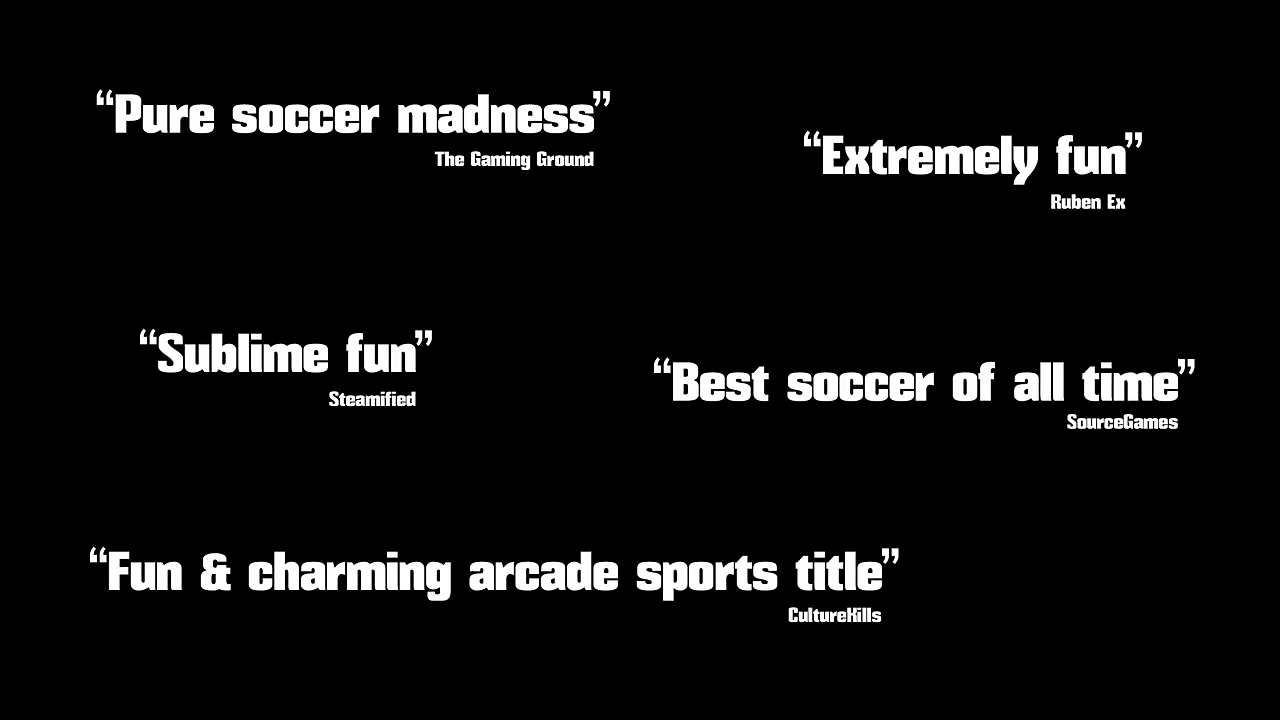 “Pure soccer madness”
The Gaming Ground
“Extremely fun”
Ruben Ex
“Sublime fun”
Steamified
“Best soccer of all time”
SourceGames
“Fun & charming arcade sports title”
CultureKills